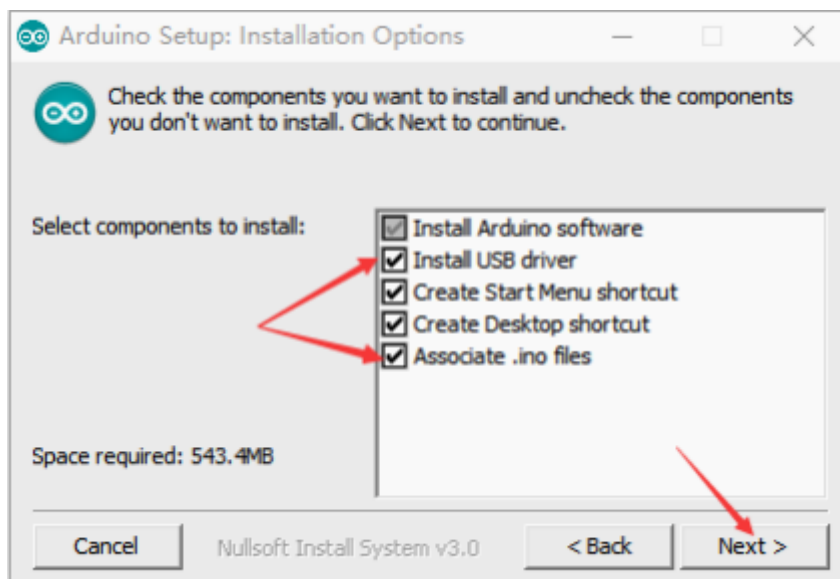 Arduino Setup: Installation Options
Check the components you want to install and uncheck the components
you don't want to install. Click Next to continue.
Select components to install:
Install Arduino software
Install USB driver
Create Start Menu shortcut
Create Desktop shortcut
Associate .ino files
Space required: 543.4MB
Cancel
Nullsoft Install System v3.0
< Back
Next >